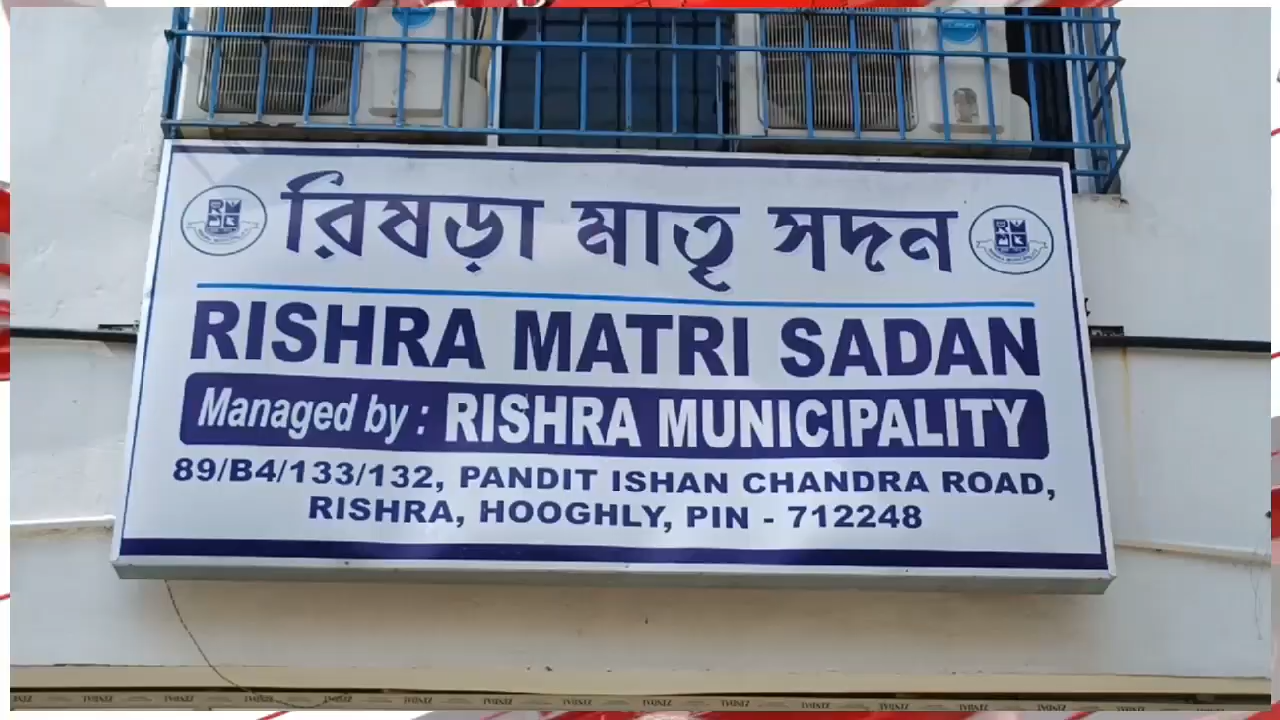 রিষড়া মাতৃ সদন
RISHRA MATRI SADAN
Managed by : RISHRA MUNICIPALITY
89/B4/133/132, PANDIT ISHAN CHANDRA ROAD,
RISHRA, HOOGHLY, PIN - 712248